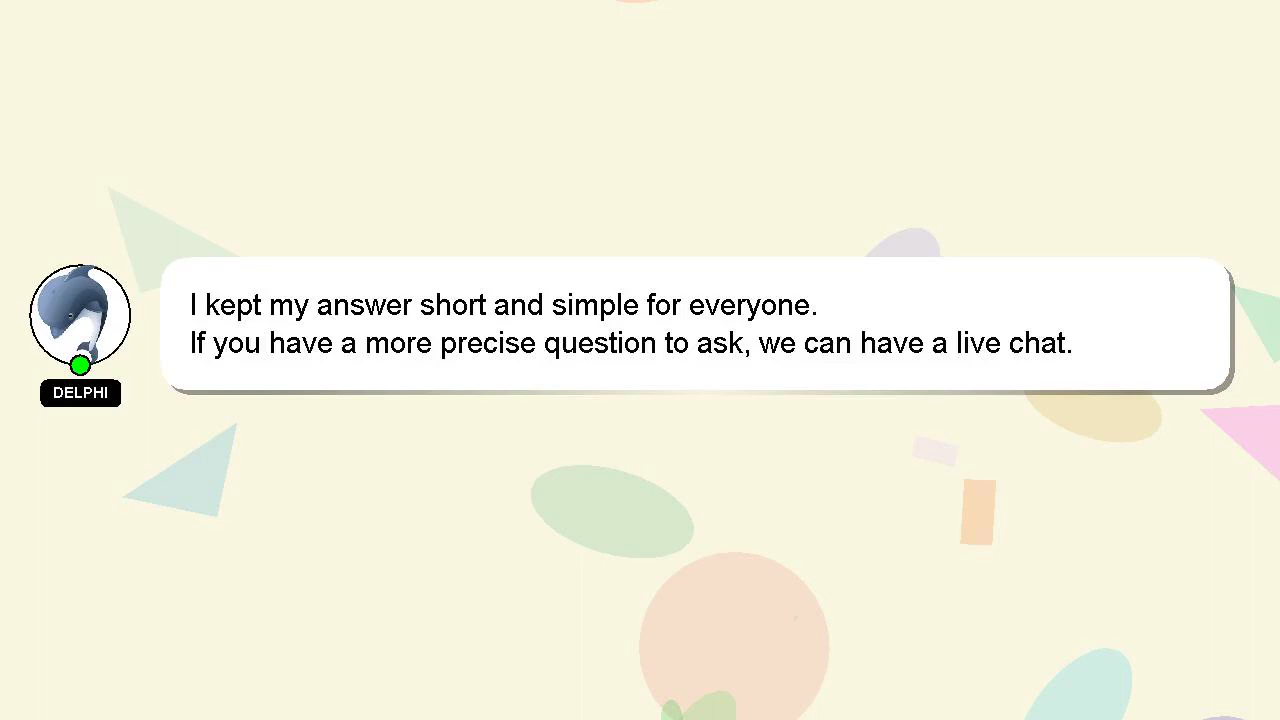 I kept my answer short and simple for everyone.
If you have a more precise question to ask, we can have a live chat.
DELPHI